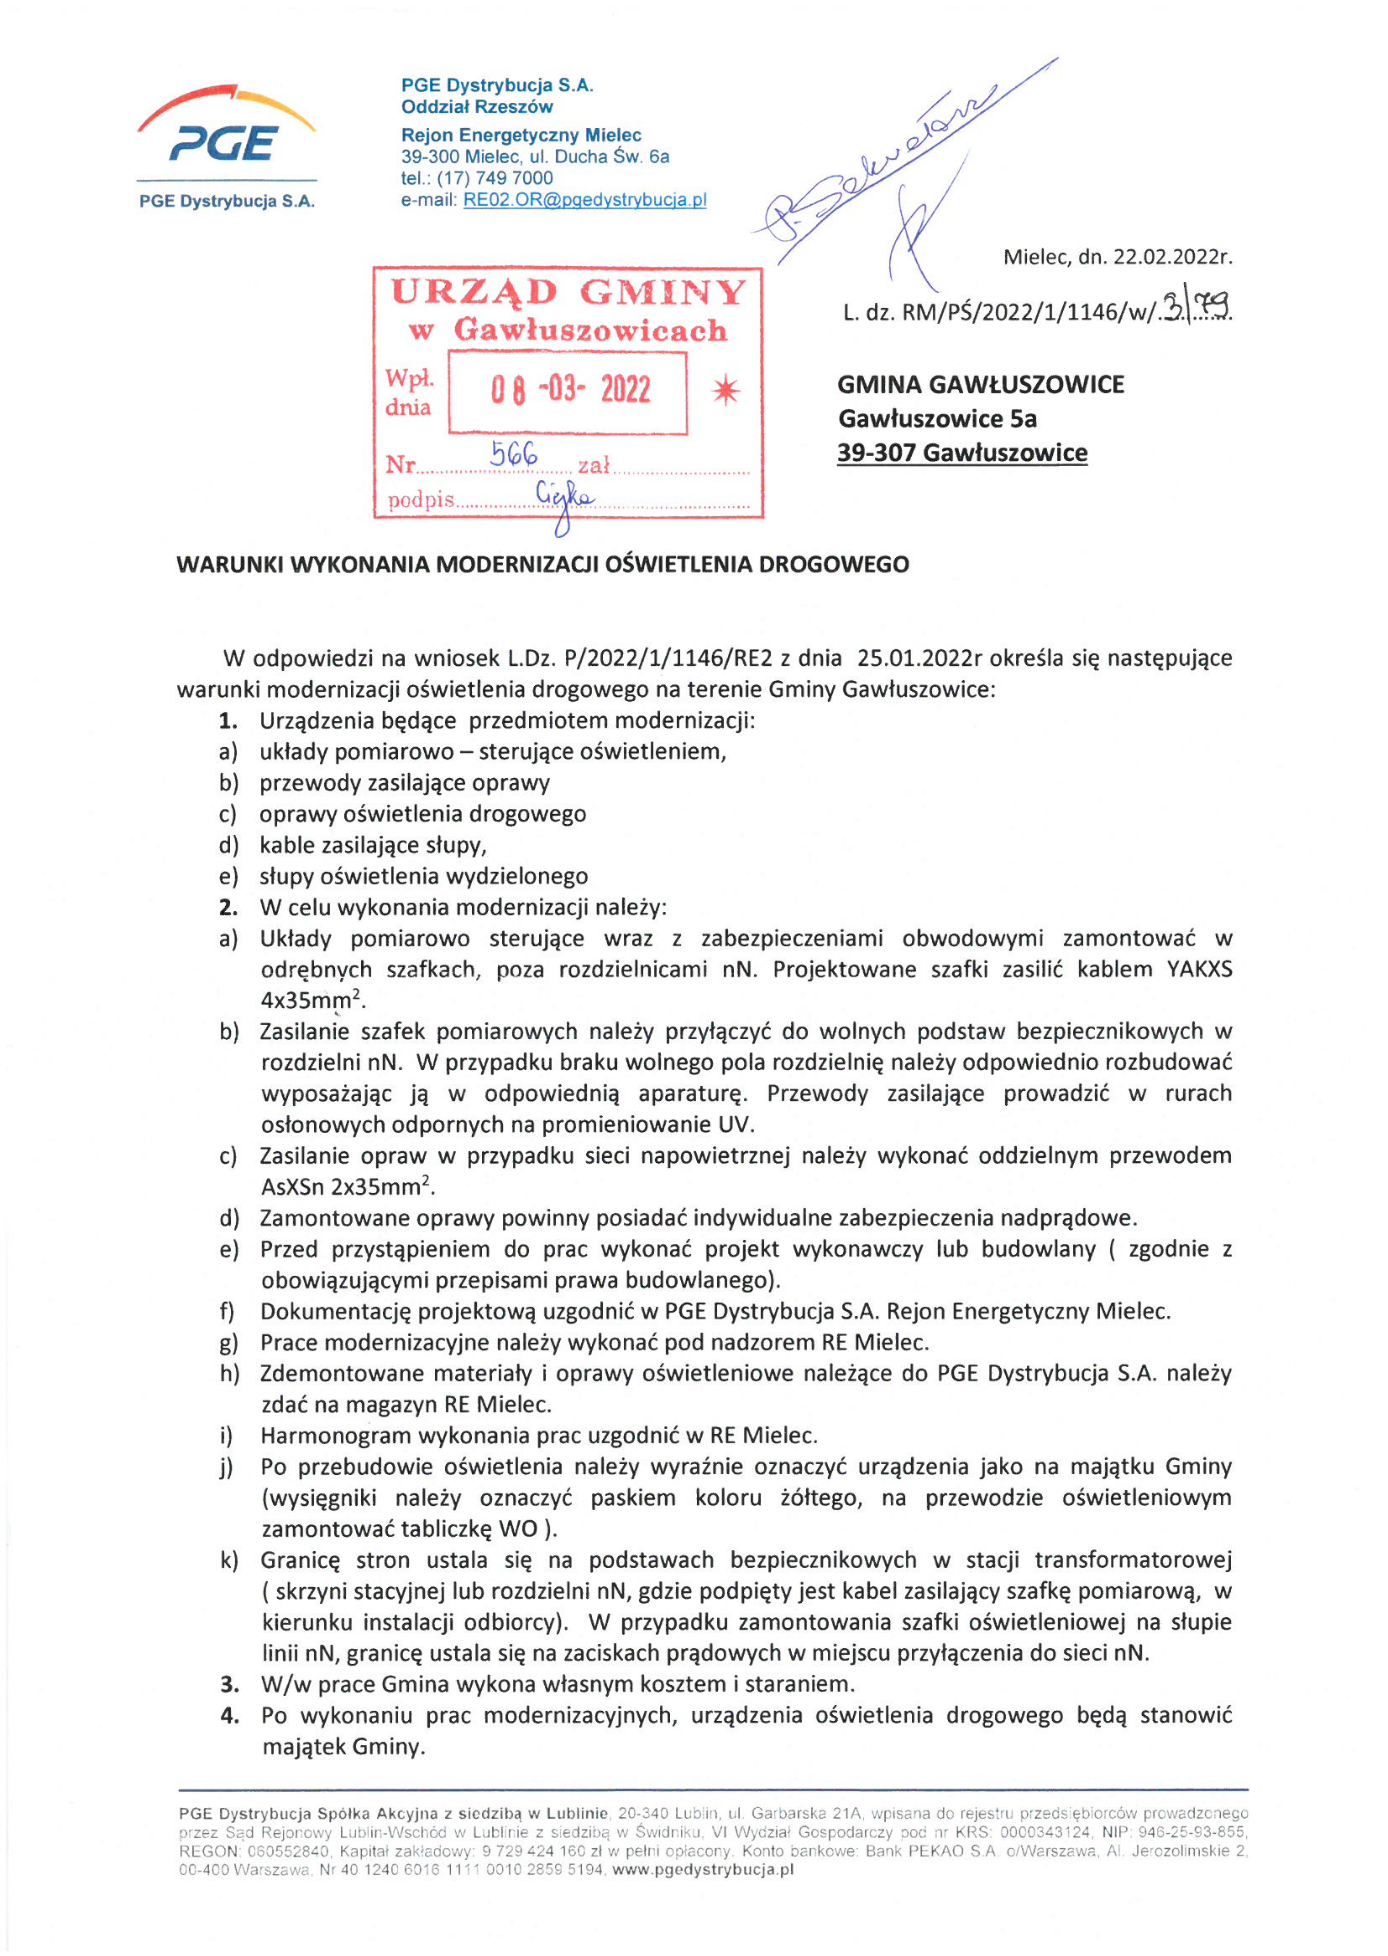 PGE
PGE Dystrybucja S.A.
PGE Dystrybucja S.A.
Oddział Rzeszów
Rejon Energetyczny Mielec
39-300 Mielec, ul. Ducha Św. 6a
tel.: (17) 749 7000
e-mail: RE02.OR@pgedystrybucja.pl
P. Sekretarz
Mielec, dn. 22.02.2022r.
L. dz. RM/PŚ/2022/1/1146/w/.3.|.79.
URZĄD GMINY
w Gawłuszowicach
Wpł. dnia 08 -03- 2022
Nr 566 zał
podpis
GMINA GAWŁUSZOWICE
Gawłuszowice 5a
39-307 Gawłuszowice
WARUNKI WYKONANIA MODERNIZACJI OŚWIETLENIA DROGOWEGO
W odpowiedzi na wniosek L.Dz. P/2022/1/1146/RE2 z dnia 25.01.2022r określa się następujące
warunki modernizacji oświetlenia drogowego na terenie Gminy Gawłuszowice:
1. Urządzenia będące przedmiotem modernizacji:
a) układy pomiarowo – sterujące oświetleniem,
b) przewody zasilające oprawy
c) oprawy oświetlenia drogowego
d) kable zasilające słupy,
e) słupy oświetlenia wydzielonego
2. W celu wykonania modernizacji należy:
a) Układy pomiarowo sterujące wraz z zabezpieczeniami obwodowymi zamontować w
odrębnych szafkach, poza rozdzielnicami nN. Projektowane szafki zasilić kablem YAKXS
4x35mm².
b) Zasilanie szafek pomiarowych należy przyłączyć do wolnych podstaw bezpiecznikowych w
rozdzielni nN. W przypadku braku wolnego pola rozdzielnię należy odpowiednio rozbudować
wyposażając ją w odpowiednią aparaturę. Przewody zasilające prowadzić w rurach
osłonowych odpornych na promieniowanie UV.
c) Zasilanie opraw w przypadku sieci napowietrznej należy wykonać oddzielnym przewodem
AsXSn 2x35mm².
d) Zamontowane oprawy powinny posiadać indywidualne zabezpieczenia nadprądowe.
e) Przed przystąpieniem do prac wykonać projekt wykonawczy lub budowlany ( zgodnie z
obowiązującymi przepisami prawa budowlanego).
f) Dokumentację projektową uzgodnić w PGE Dystrybucja S.A. Rejon Energetyczny Mielec.
g) Prace modernizacyjne należy wykonać pod nadzorem RE Mielec.
h) Zdemontowane materiały i oprawy oświetleniowe należące do PGE Dystrybucja S.A. należy
zdać na magazyn RE Mielec.
i) Harmonogram wykonania prac uzgodnić w RE Mielec.
j) Po przebudowie oświetlenia należy wyraźnie oznaczyć urządzenia jako na majątku Gminy
(wysięgniki należy oznaczyć paskiem koloru żółtego, na przewodzie oświetleniowym
zamontować tabliczkę WO ).
k) Granicę stron ustala się na podstawach bezpiecznikowych w stacji transformatorowej
( skrzyni stacyjnej lub rozdzielni nN, gdzie podpięty jest kabel zasilający szafkę pomiarową, w
kierunku instalacji odbiorcy). W przypadku zamontowania szafki oświetleniowej na słupie
linii nN, granicę ustala się na zaciskach prądowych w miejscu przyłączenia do sieci nN.
3. W/w prace Gmina wykona własnym kosztem i staraniem.
4. Po wykonaniu prac modernizacyjnych, urządzenia oświetlenia drogowego będą stanowić
majątek Gminy.
PGE Dystrybucja Spółka Akcyjna z siedzibą w Lublinie, 20-340 Lublin, ul. Garbarska 21A, wpisana do rejestru przedsiębiorców prowadzonego
przez Sąd Rejonowy Lublin-Wschód w Lublinie z siedzibą w Świdniku, VI Wydział Gospodarczy pod nr KRS: 0000343124, NIP: 946-25-93-855,
REGON: 060552840, Kapitał zakładowy: 9 729 424 160 zł w pełni opłacony. Konto bankowe: Bank PEKAO S.A. o/Warszawa, Al. Jerozolimskie 2,
00-400 Warszawa, Nr 40 1240 6016 1111 0010 2859 5194, www.pgedystrybucja.pl